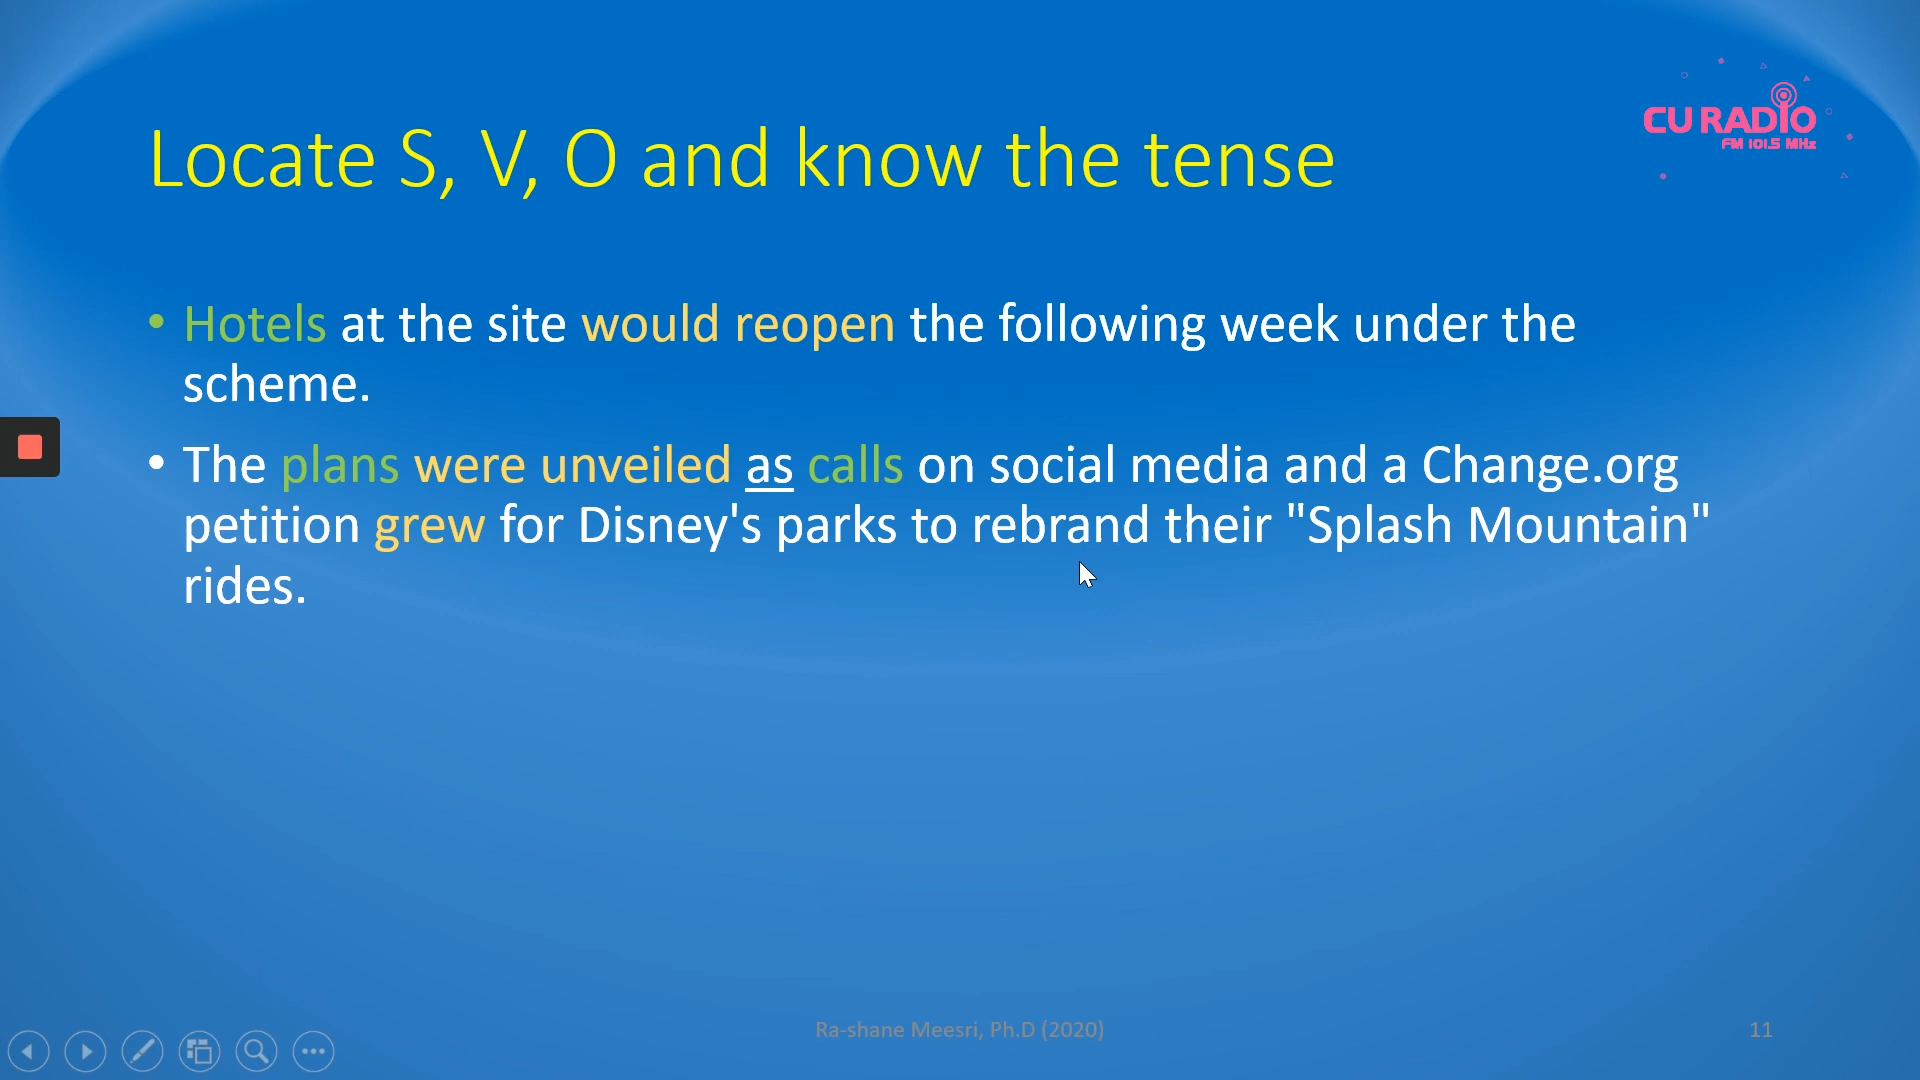 CU RADIO
FM 101.5 MHz
Locate S, V, O and know the tense
• Hotels at the site would reopen the following week under the
scheme.
• The plans were unveiled as calls on social media and a Change.org
petition grew for Disney's parks to rebrand their "Splash Mountain"
rides.
Ra-shane Meesri, Ph.D (2020)
11